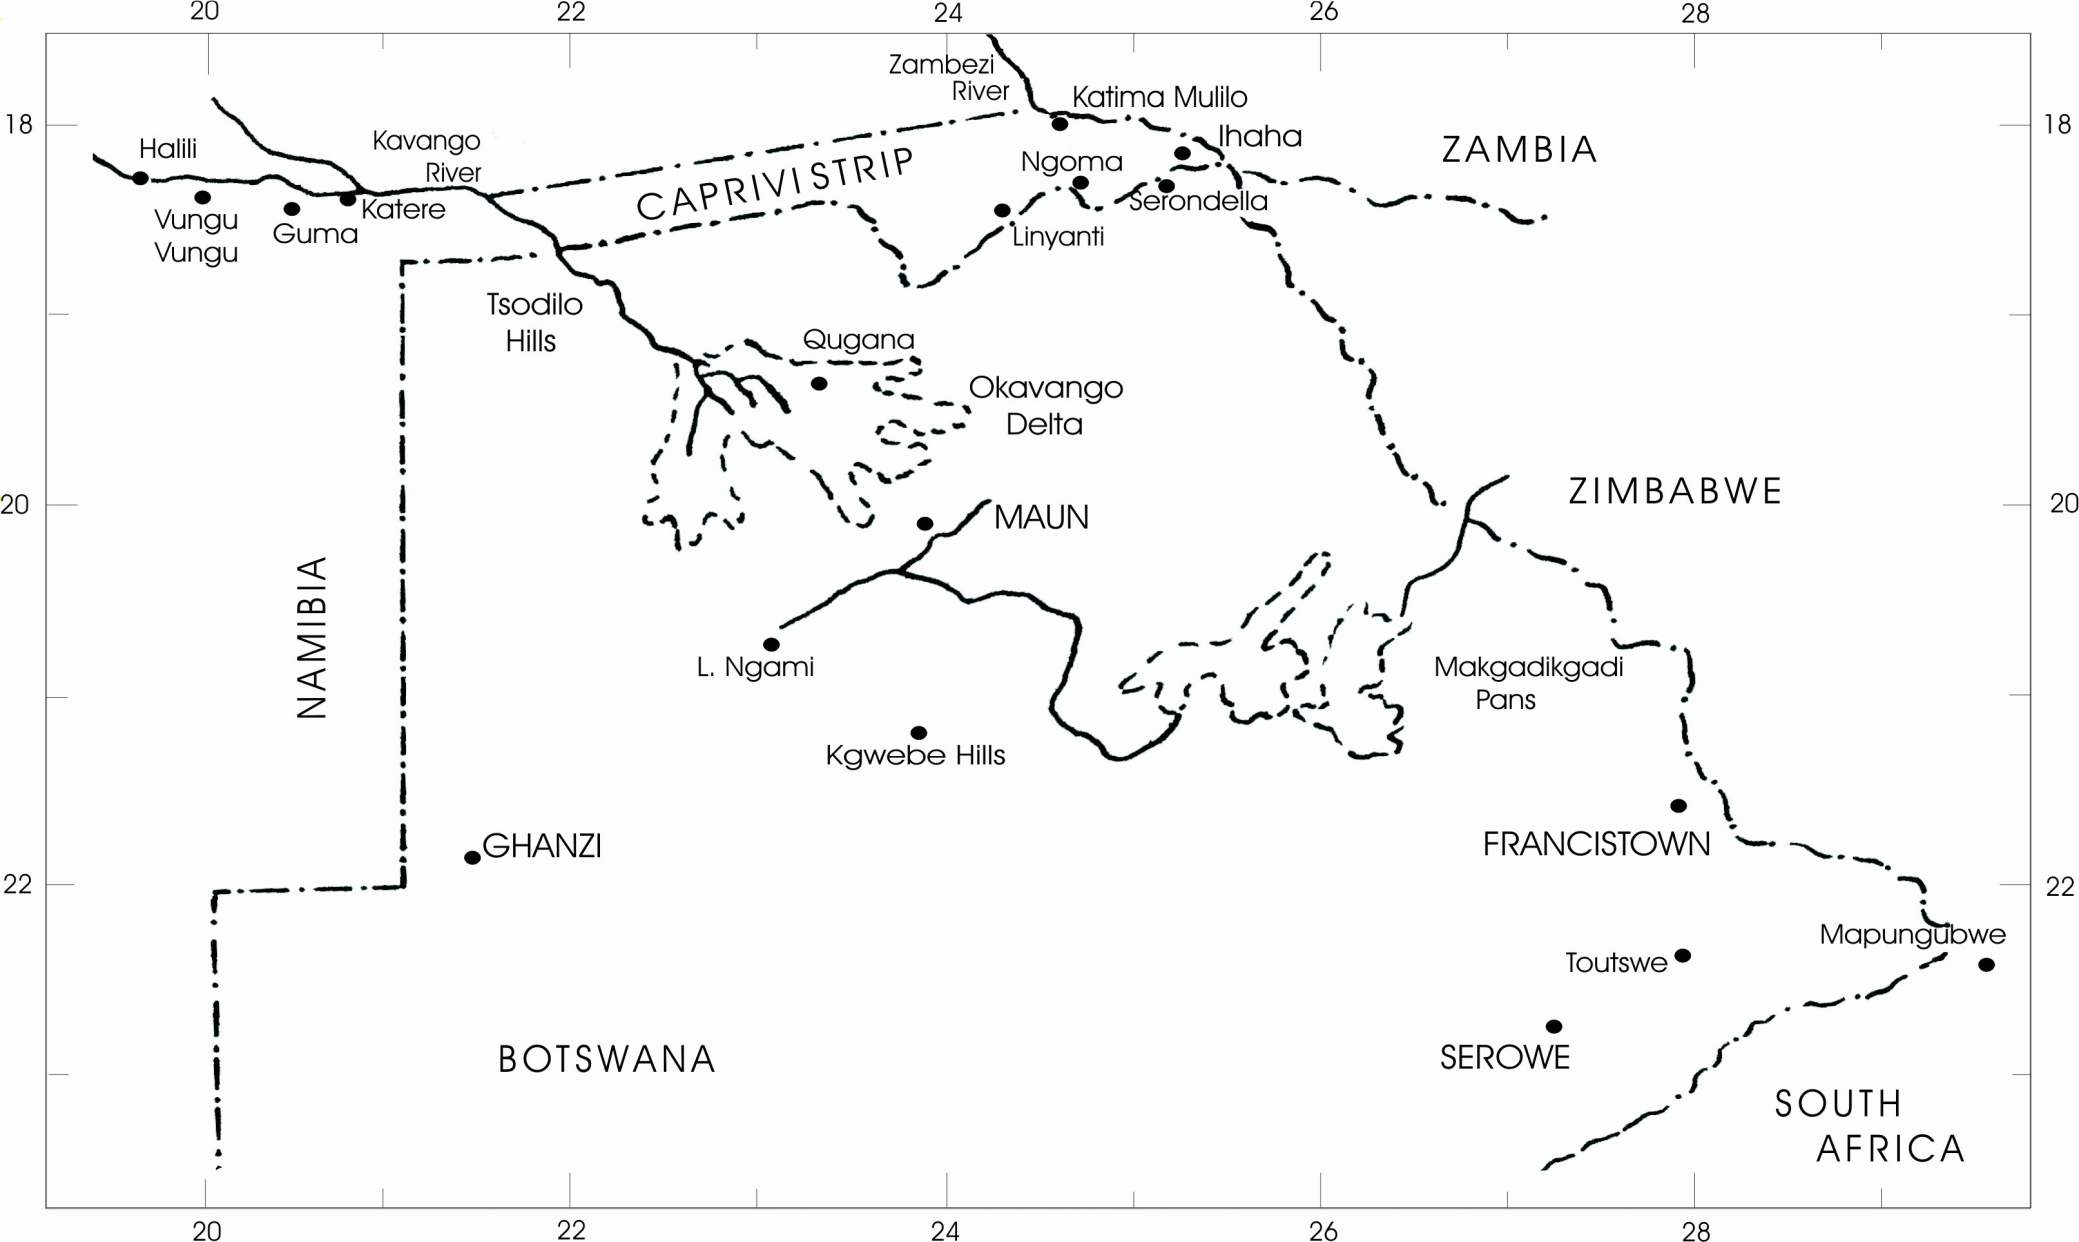 20 22 24 26 28
Zambezi
River
Katima Mulilo
18
18
Halili
Kavango
River
Ihaha
ZAMBIA
Ngoma
CAPRIVI STRIP
Vungu
Vungu
Guma
Katere
Serondella
Linyanti
Tsodilo
Hills
Qugana
Okavango
Delta
20
MAUN
ZIMBABWE
20
NAMIBIA
L. Ngami
Makgadikgadi
Pans
Kgwebe Hills
GHANZI
FRANCISTOWN
22
22
Mapungubwe
Toutswe
BOTSWANA
SEROWE
SOUTH
AFRICA
20 22 24 26 28